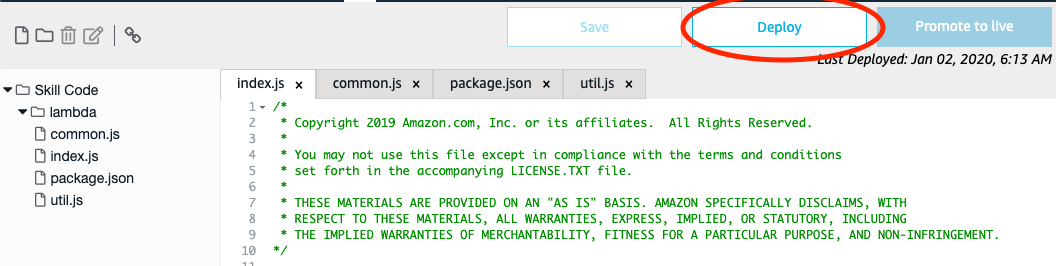 Save Deploy Promote to live
Last Deployed: Jan 02, 2020, 6:13 AM
Skill Code
lambda
common.js
index.js
package.json
util.js
index.js × common.js × package.json × util.js ×
1 /*
2 * Copyright 2019 Amazon.com, Inc. or its affiliates.  All Rights Reserved.
3 *
4 * You may not use this file except in compliance with the terms and conditions
5 * set forth in the accompanying LICENSE.TXT file.
6 *
7 * THESE MATERIALS ARE PROVIDED ON AN "AS IS" BASIS. AMAZON SPECIFICALLY DISCLAIMS, WITH
8 * RESPECT TO THESE MATERIALS, ALL WARRANTIES, EXPRESS, IMPLIED, OR STATUTORY, INCLUDING
9 * THE IMPLIED WARRANTIES OF MERCHANTABILITY, FITNESS FOR A PARTICULAR PURPOSE, AND NON-INFRINGEMENT.
10 */
11